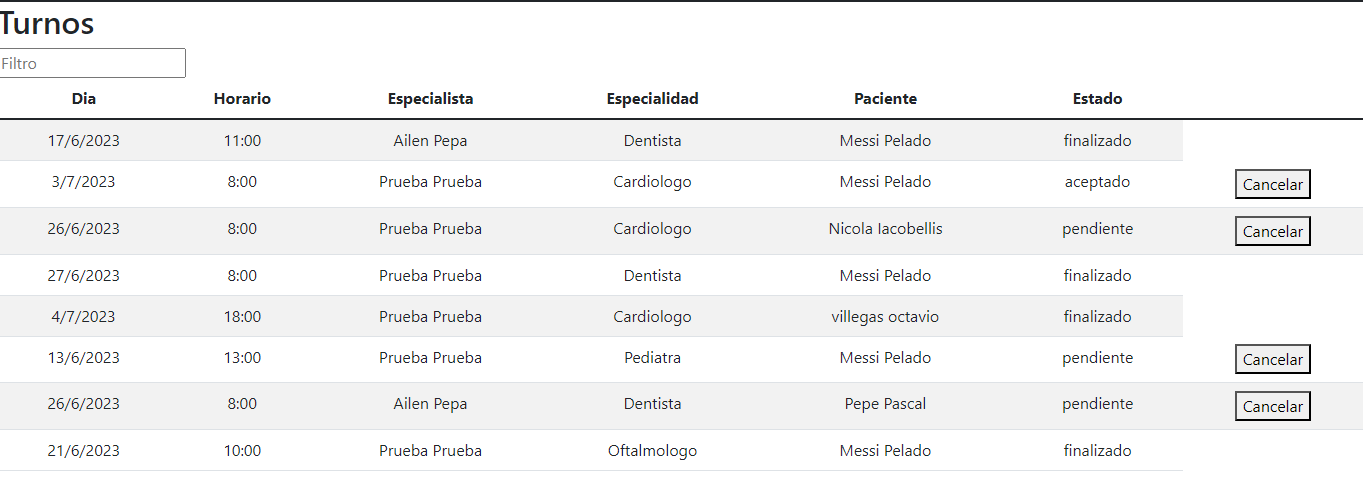 Turnos
Filtro
Dia Horario Especialista Especialidad Paciente Estado
17/6/2023 11:00 Ailen Pepa Dentista Messi Pelado finalizado
3/7/2023 8:00 Prueba Prueba Cardiologo Messi Pelado aceptado Cancelar
26/6/2023 8:00 Prueba Prueba Cardiologo Nicola Iacobellis pendiente Cancelar
27/6/2023 8:00 Prueba Prueba Dentista Messi Pelado finalizado
4/7/2023 18:00 Prueba Prueba Cardiologo villegas octavio finalizado
13/6/2023 13:00 Prueba Prueba Pediatra Messi Pelado pendiente Cancelar
26/6/2023 8:00 Ailen Pepa Dentista Pepe Pascal pendiente Cancelar
21/6/2023 10:00 Prueba Prueba Oftalmologo Messi Pelado finalizado